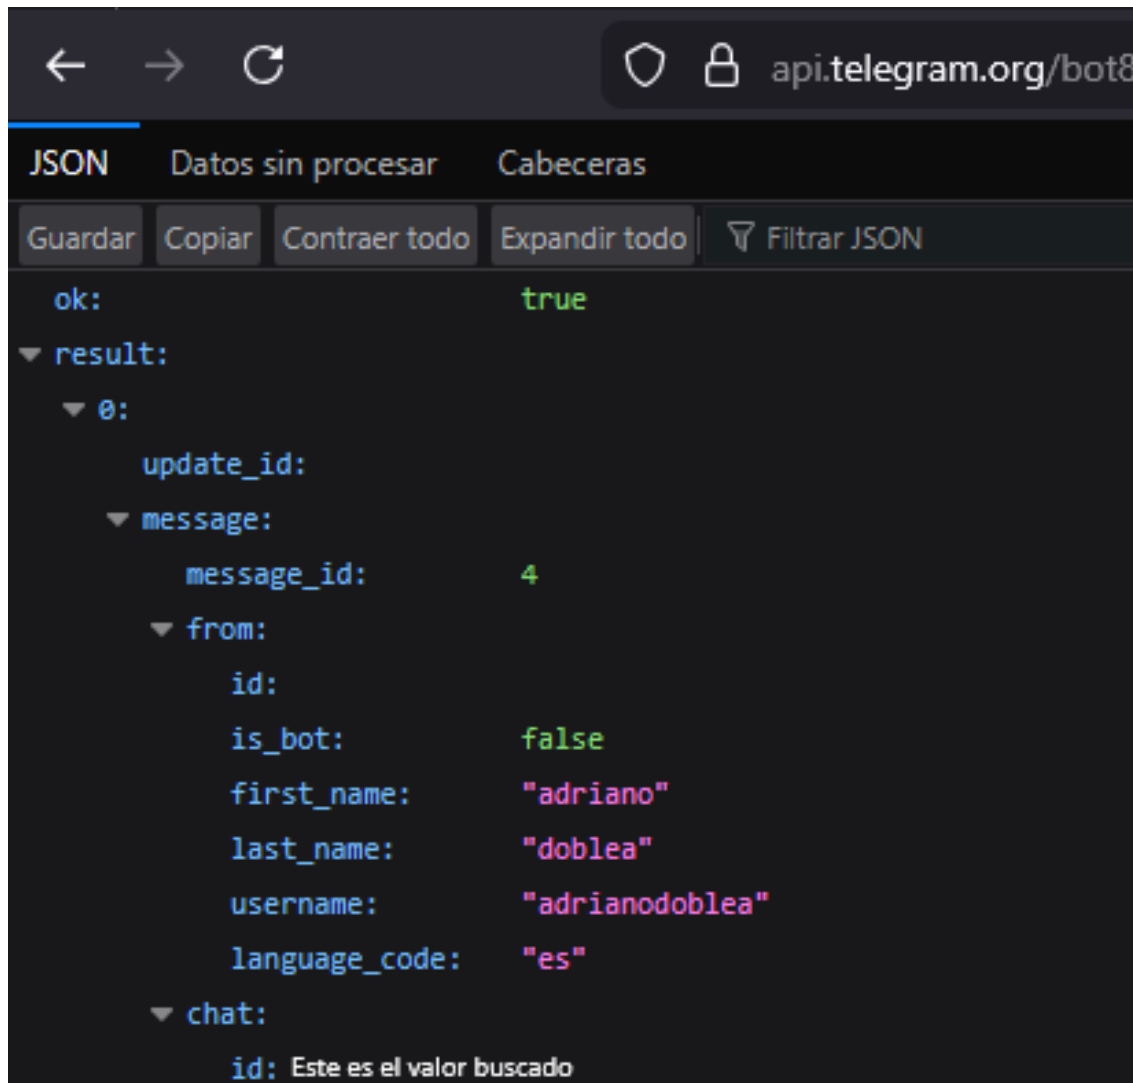 api.telegram.org/bot8
JSON Datos sin procesar Cabeceras
Guardar Copiar Contraer todo Expandir todo Filtrar JSON
ok: true
result:
0:
update_id:
message:
message_id: 4
from:
id:
is_bot: false
first_name: "adriano"
last_name: "doblea"
username: "adrianodoblea"
language_code: "es"
chat:
id: Este es el valor buscado